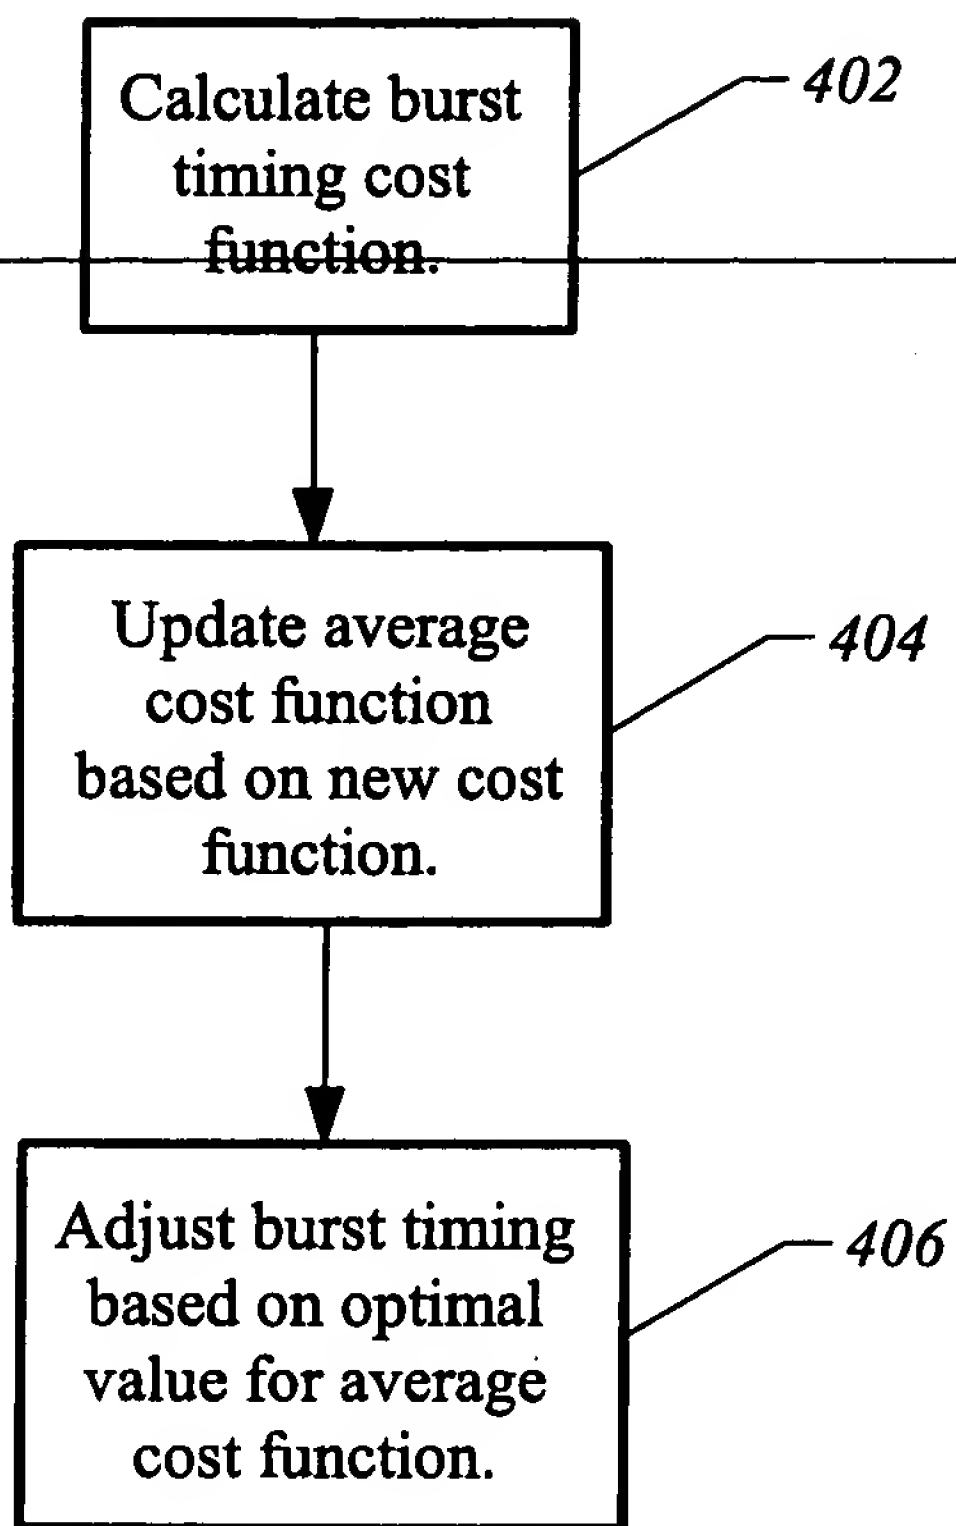 Calculate burst
timing cost
function.
402
Update average
cost function
based on new cost
function.
404
Adjust burst timing
based on optimal
value for average
cost function.
406